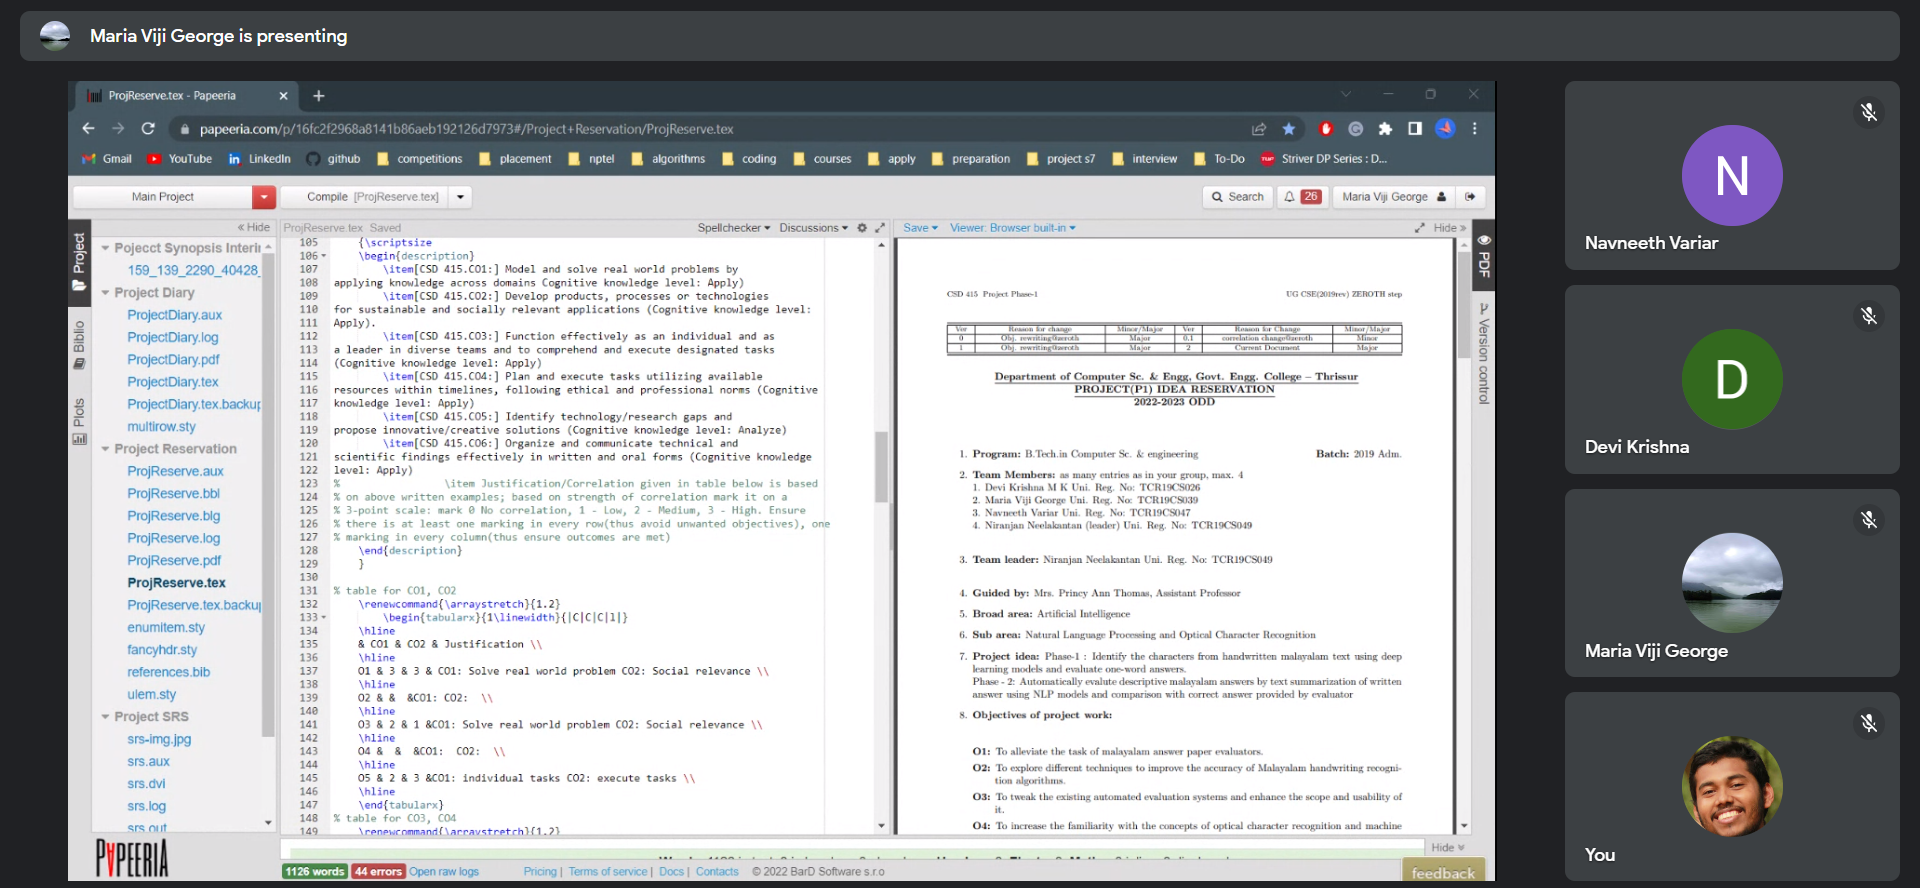 Maria Viji George is presenting
ProjReserve.tex - Papeeria
papeeria.com/p/16fc2f2968a8141b86aeb192126d7973#/Project+Reservation/ProjReserve.tex
Gmail YouTube LinkedIn github competitions placement nptel algorithms coding courses apply preparation project s7 interview To-Do Striver DP Series : D...
Main Project Compile [ProjReserve.tex] Search 26 Maria Viji George
« Hide ProjReserve.tex Saved Spellchecker Discussions Save Viewer: Browser built-in Hide »
Project
Biblio
Plots
Pojecct Synopsis Interin
159_139_2290_40428_
Project Diary
ProjectDiary.aux
ProjectDiary.log
ProjectDiary.pdf
ProjectDiary.tex
ProjectDiary.tex.backup
multirow.sty
Project Reservation
ProjReserve.aux
ProjReserve.bbl
ProjReserve.blg
ProjReserve.log
ProjReserve.pdf
ProjReserve.tex
ProjReserve.tex.backup
enumitem.sty
fancyhdr.sty
references.bib
ulem.sty
Project SRS
srs-img.jpg
srs.aux
srs.dvi
srs.log
srs.out
105 {\scriptsize
106 \begin{description}
107 \item[CSD 415.CO1:] Model and solve real world problems by
108 applying knowledge across domains Cognitive knowledge level: Apply)
109 \item[CSD 415.CO2:] Develop products, processes or technologies
110 for sustainable and socially relevant applications (Cognitive knowledge level:
111 Apply).
112 \item[CSD 415.CO3:] Function effectively as an individual and as
113 a leader in diverse teams and to comprehend and execute designated tasks
114 (Cognitive knowledge level: Apply)
115 \item[CSD 415.CO4:] Plan and execute tasks utilizing available
116 resources within timelines, following ethical and professional norms (Cognitive
117 knowledge level: Apply)
118 \item[CSD 415.CO5:] Identify technology/research gaps and
119 propose innovative/creative solutions (Cognitive knowledge level: Analyze)
120 \item[CSD 415.CO6:] Organize and communicate technical and
121 scientific findings effectively in written and oral forms (Cognitive knowledge
122 level: Apply)
123 % \item Justification/Correlation given in table below is based
124 % on above written examples; based on strength of correlation mark it on a
125 % 3-point scale: mark 0 No correlation, 1 - Low, 2 - Medium, 3 - High. Ensure
126 % there is at least one marking in every row(thus avoid unwanted objectives), one
127 % marking in every column(thus ensure outcomes are met)
128 \end{description}
129 }
130
131 % table for CO1, CO2
132 \renewcommand{\arraystretch}{1.2}
133 \begin{tabularx}{1\linewidth}{|C|C|C|l|}
134 \hline
135 & CO1 & CO2 & Justification \\
136 \hline
137 O1 & 3 & 3 & CO1: Solve real world problem CO2: Social relevance \\
138 \hline
139 O2 & & &CO1: CO2: \\
140 \hline
141 O3 & 2 & 1 &CO1: Solve real world problem CO2: Social relevance \\
142 \hline
143 O4 & & &CO1: CO2: \\
144 \hline
145 O5 & 2 & 3 &CO1: individual tasks CO2: execute tasks \\
146 \hline
147 \end{tabularx}
148 % table for CO3, CO4
149 \renewcommand{\arraystretch}{1.2}
CSD 415 Project Phase-1 UG CSE(2019rev) ZEROTH step
Ver Reason for change Minor/Major Ver Reason for Change Minor/Major
0 Obj. rewriting@zeroth Major 0.1 correlation change@zeroth Minor
1 Obj. rewriting@zeroth Major 2 Current Document Major
Department of Computer Sc. & Engg, Govt. Engg. College – Thrissur
PROJECT(P1) IDEA RESERVATION
2022-2023 ODD
1. Program: B.Tech.in Computer Sc. & engineering Batch: 2019 Adm.
2. Team Members: as many entries as in your group, max. 4
1. Devi Krishna M K Uni. Reg. No: TCR19CS026
2. Maria Viji George Uni. Reg. No: TCR19CS039
3. Navneeth Variar Uni. Reg. No: TCR19CS047
4. Niranjan Neelakantan (leader) Uni. Reg. No: TCR19CS049
3. Team leader: Niranjan Neelakantan Uni. Reg. No: TCR19CS049
4. Guided by: Mrs. Princy Ann Thomas, Assistant Professor
5. Broad area: Artificial Intelligence
6. Sub area: Natural Language Processing and Optical Character Recognition
7. Project idea: Phase-1 : Identify the characters from handwritten malayalam text using deep
learning models and evaluate one-word answers.
Phase - 2: Automatically evalute descriptive malayalam answers by text summarization of written
answer using NLP models and comparison with correct answer provided by evaluator
8. Objectives of project work:
O1: To alleviate the task of malayalam answer paper evaluators.
O2: To explore different techniques to improve the accuracy of Malayalam handwriting recogni-
tion algorithms.
O3: To tweak the existing automated evaluation systems and enhance the scope and usability of
it.
O4: To increase the familiarity with the concepts of optical character recognition and machine
PDF
Version control
Hide
PAPEERIA
1126 words 44 errors Open raw logs Pricing | Terms of service | Docs | Contacts © 2022 BarD Software s.r.o feedback
N
Navneeth Variar
D
Devi Krishna
Maria Viji George
You